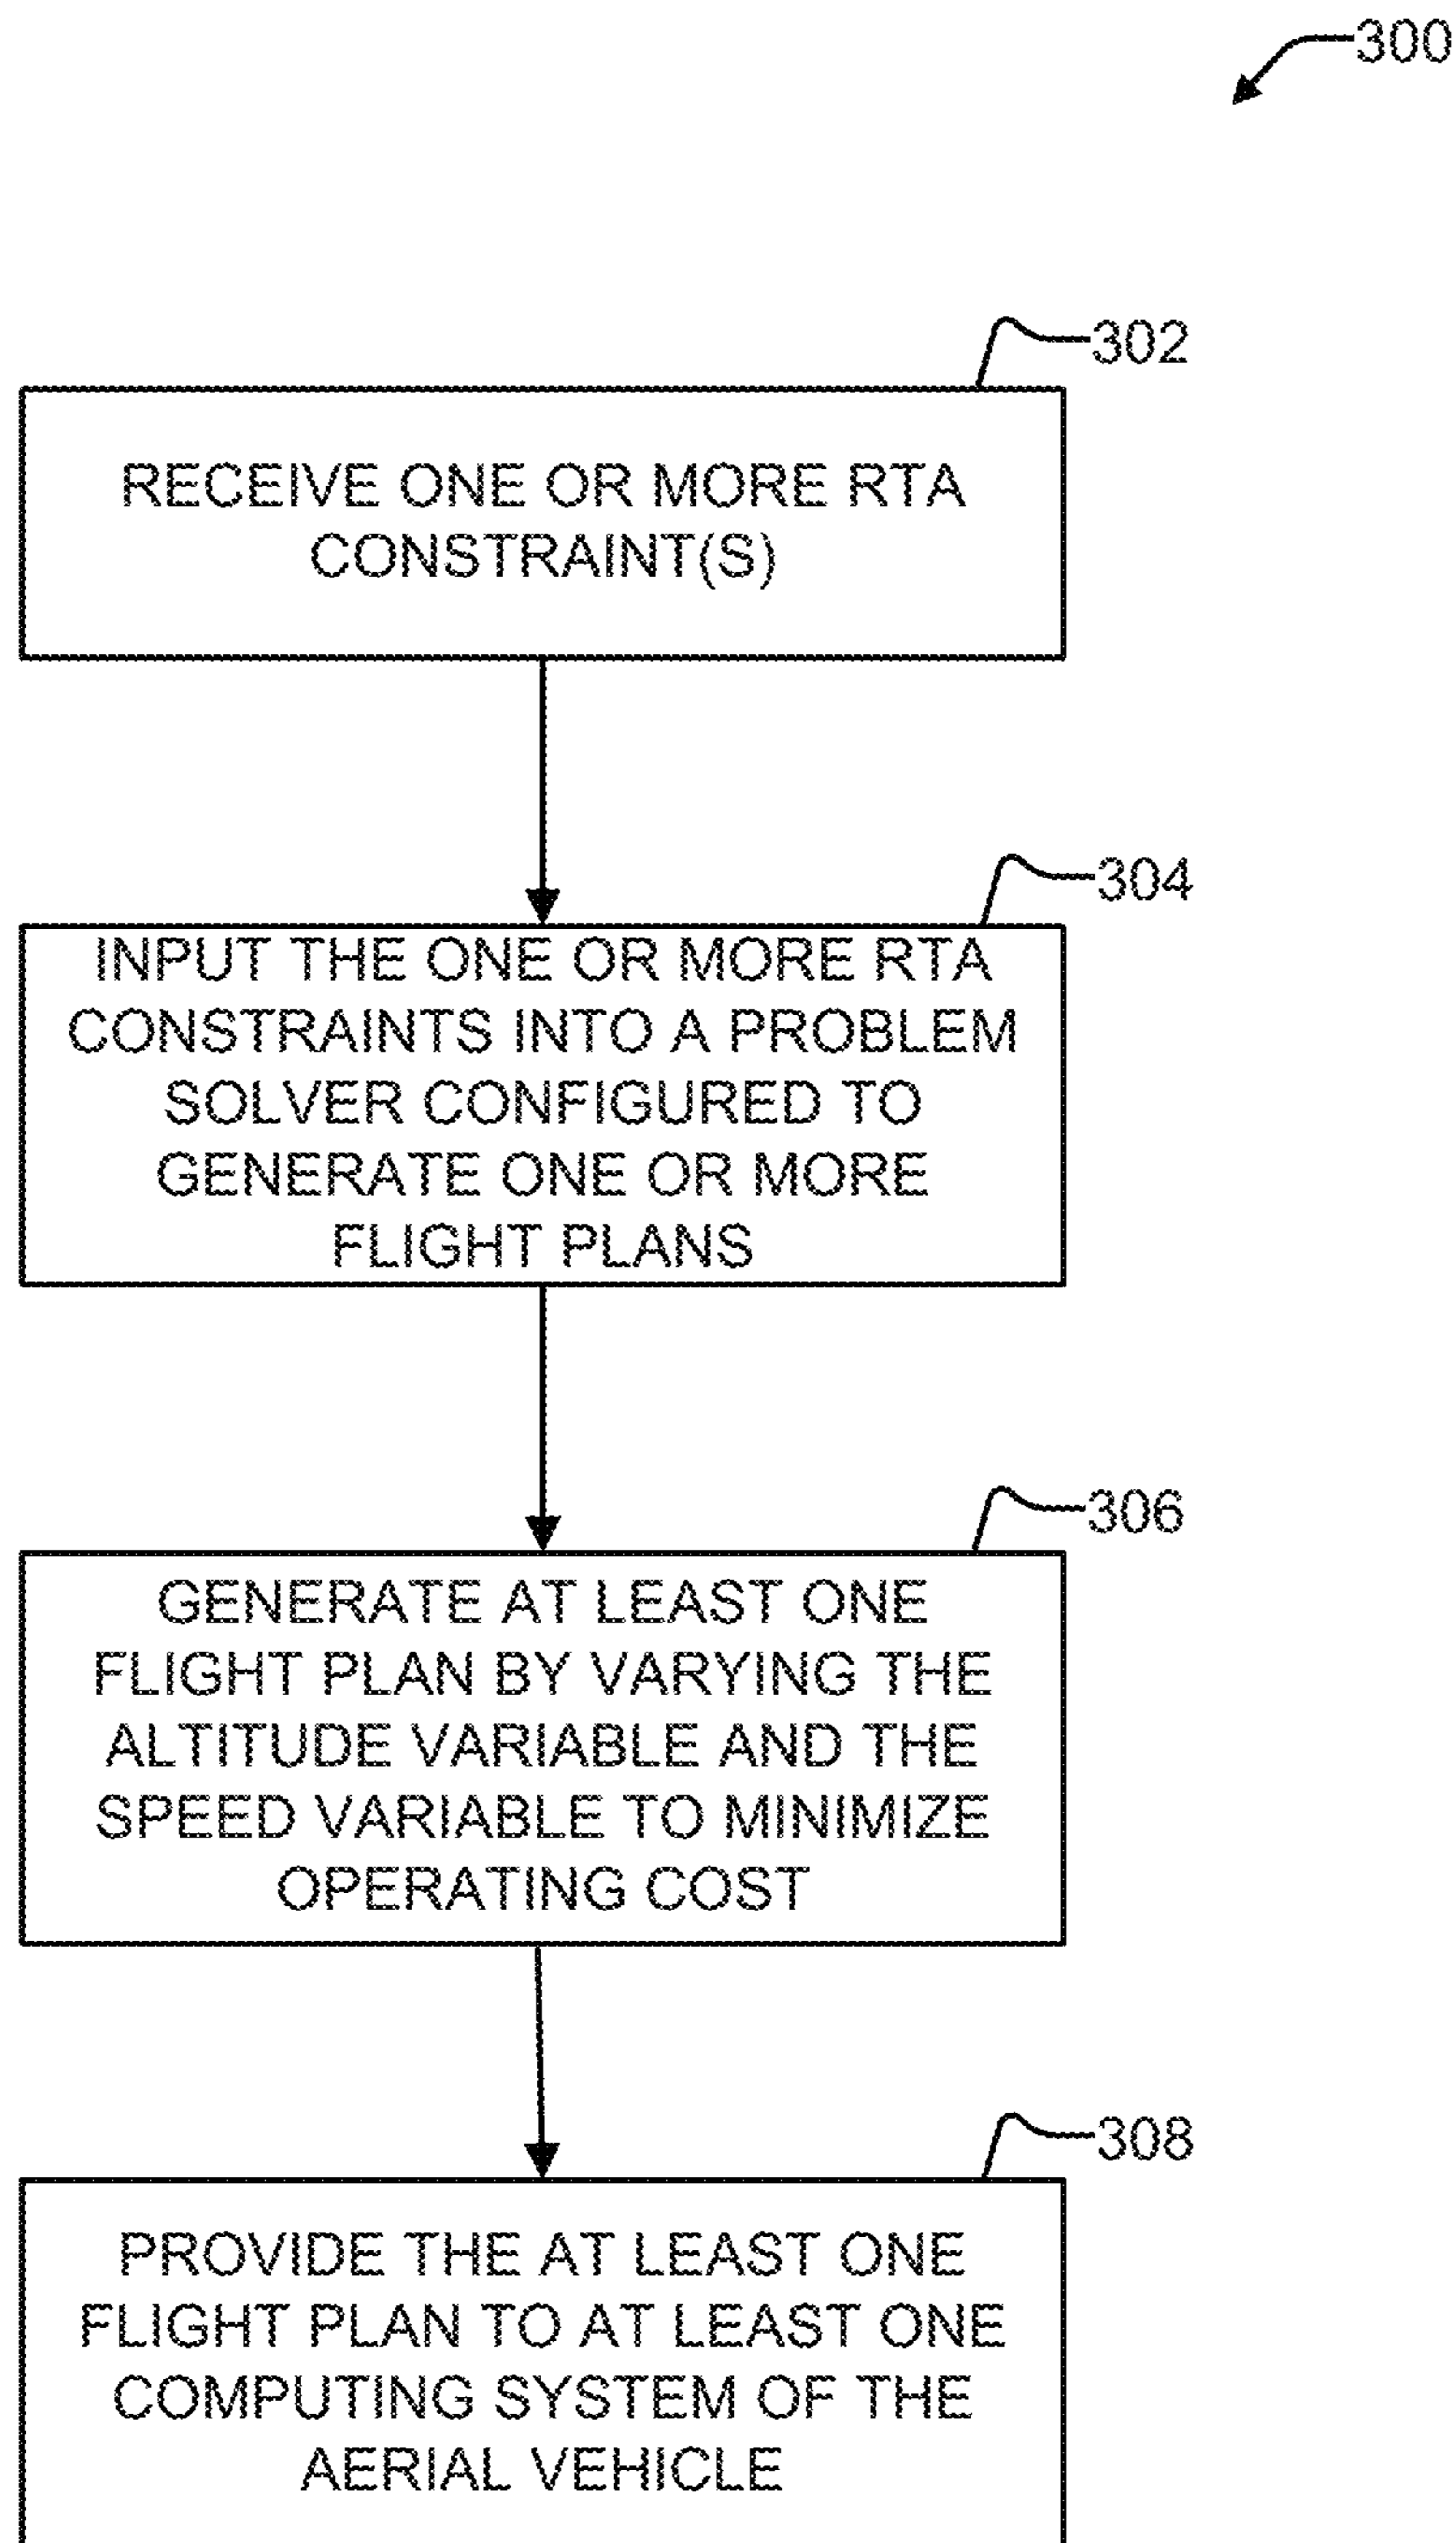 300
302
RECEIVE ONE OR MORE RTA
CONSTRAINT(S)
304
INPUT THE ONE OR MORE RTA
CONSTRAINTS INTO A PROBLEM
SOLVER CONFIGURED TO
GENERATE ONE OR MORE
FLIGHT PLANS
306
GENERATE AT LEAST ONE
FLIGHT PLAN BY VARYING THE
ALTITUDE VARIABLE AND THE
SPEED VARIABLE TO MINIMIZE
OPERATING COST
308
PROVIDE THE AT LEAST ONE
FLIGHT PLAN TO AT LEAST ONE
COMPUTING SYSTEM OF THE
AERIAL VEHICLE